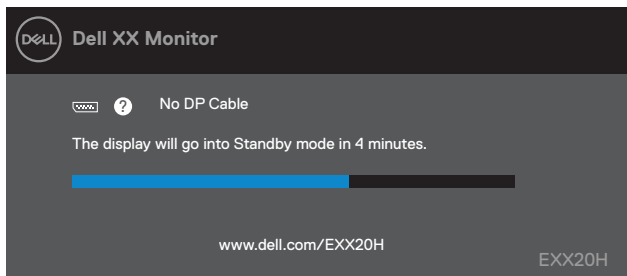 DELL Dell XX Monitor
? No DP Cable
The display will go into Standby mode in 4 minutes.
www.dell.com/EXX20H
EXX20H